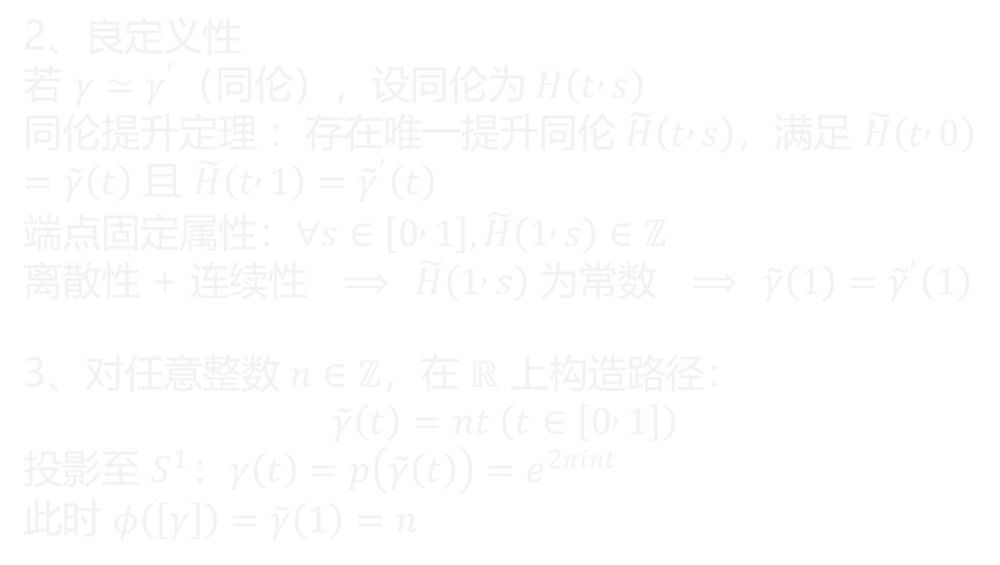 2、良定义性
若 γ ≃ γ′（同伦），设同伦为 H(t, s)
同伦提升定理 ：存在唯一提升同伦 H̃(t, s)，满足 H̃(t, 0)
= γ̃(t) 且 H̃(t, 1) = γ̃′(t)
端点固定属性：∀s ∈ [0, 1], H̃(1, s) ∈ ℤ
离散性 + 连续性 ⟹ H̃(1, s) 为常数 ⟹ γ̃(1) = γ̃′(1)
3、对任意整数 n ∈ ℤ，在 ℝ 上构造路径：
γ̃(t) = nt (t ∈ [0, 1])
投影至 S¹：γ(t) = p(γ̃(t)) = e^{2πint}
此时 ϕ([γ]) = γ̃(1) = n